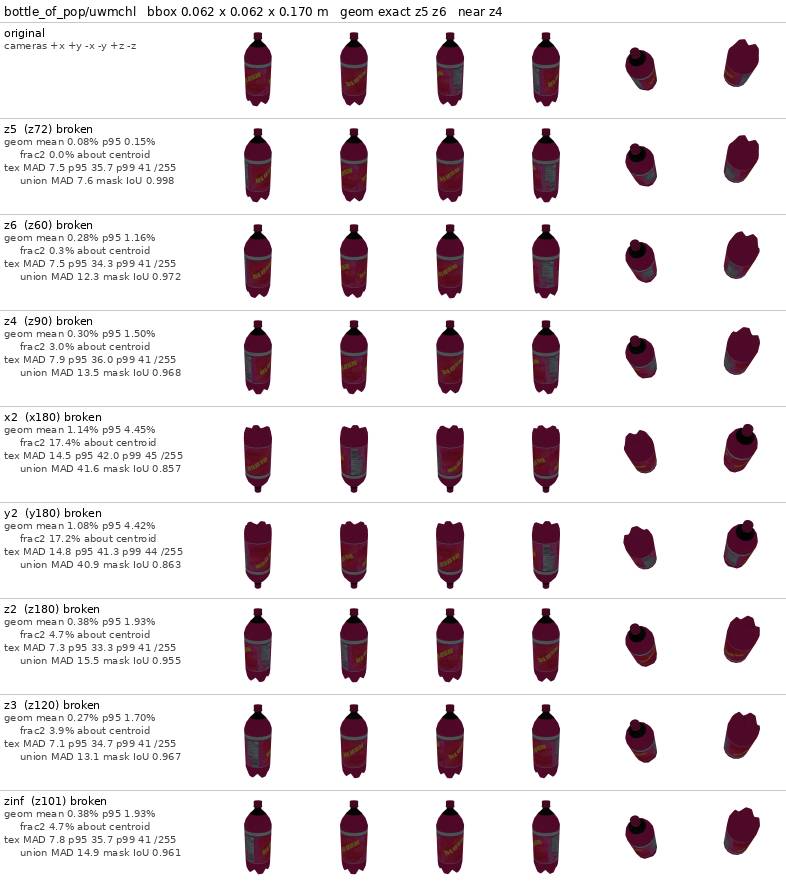 bottle_of_pop/uwmchl   bbox 0.062 x 0.062 x 0.170 m   geom exact z5 z6   near z4
original
cameras +x +y -x -y +z -z
z5  (z72) broken
geom mean 0.08% p95 0.15%
frac2 0.0% about centroid
tex MAD 7.5 p95 35.7 p99 41 /255
union MAD 7.6 mask IoU 0.998
z6  (z60) broken
geom mean 0.28% p95 1.16%
frac2 0.3% about centroid
tex MAD 7.5 p95 34.3 p99 41 /255
union MAD 12.3 mask IoU 0.972
z4  (z90) broken
geom mean 0.30% p95 1.50%
frac2 3.0% about centroid
tex MAD 7.9 p95 36.0 p99 41 /255
union MAD 13.5 mask IoU 0.968
x2  (x180) broken
geom mean 1.14% p95 4.45%
frac2 17.4% about centroid
tex MAD 14.5 p95 42.0 p99 45 /255
union MAD 41.6 mask IoU 0.857
y2  (y180) broken
geom mean 1.08% p95 4.42%
frac2 17.2% about centroid
tex MAD 14.8 p95 41.3 p99 44 /255
union MAD 40.9 mask IoU 0.863
z2  (z180) broken
geom mean 0.38% p95 1.93%
frac2 4.7% about centroid
tex MAD 7.3 p95 33.3 p99 41 /255
union MAD 15.5 mask IoU 0.955
z3  (z120) broken
geom mean 0.27% p95 1.70%
frac2 3.9% about centroid
tex MAD 7.1 p95 34.7 p99 41 /255
union MAD 13.1 mask IoU 0.967
zinf  (z101) broken
geom mean 0.38% p95 1.93%
frac2 4.7% about centroid
tex MAD 7.8 p95 35.7 p99 41 /255
union MAD 14.9 mask IoU 0.961